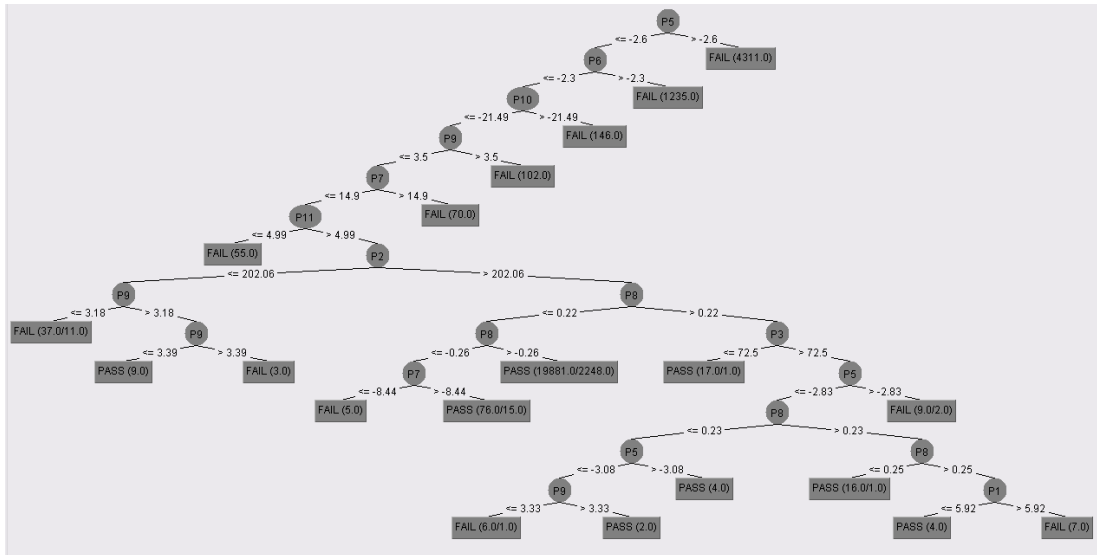 P5
<= -2.6 > -2.6
P6 FAIL (4311.0)
<= -2.3 > -2.3
P10 FAIL (1235.0)
<= -21.49 > -21.49
P9 FAIL (146.0)
<= 3.5 > 3.5
P7 FAIL (102.0)
<= 14.9 > 14.9
P11 FAIL (70.0)
<= 4.99 > 4.99
FAIL (55.0) P2
<= 202.06 > 202.06
P9 P8
<= 3.18 > 3.18 <= 0.22 > 0.22
FAIL (37.0/11.0) P9 P8 P3
<= 3.39 > 3.39 <= -0.26 > -0.26 <= 72.5 > 72.5
PASS (9.0) FAIL (3.0) P7 PASS (19881.0/2248.0) PASS (17.0/1.0) P5
<= -8.44 > -8.44 <= -2.83 > -2.83
FAIL (5.0) PASS (76.0/15.0) P8 FAIL (9.0/2.0)
<= 0.23 > 0.23
P5 P8
<= -3.08 > -3.08 <= 0.25 > 0.25
P9 PASS (4.0) PASS (16.0/1.0) P1
<= 3.33 > 3.33 <= 5.92 > 5.92
FAIL (6.0/1.0) PASS (2.0) PASS (4.0) FAIL (7.0)